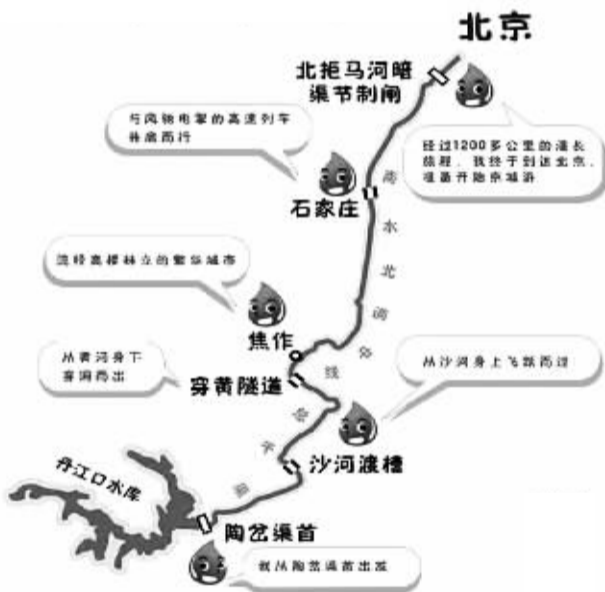 北京
北拒马河暗
渠节制闸
与风驰电掣的高速列车
并肩而行
经过1200多公里的漫长
旅程，我终于到达北京，
准备开始京城游
石家庄
南水北调中线总干渠
流经高楼林立的繁华城市
焦作
从黄河身下
穿洞而出
穿黄隧道
从沙河身上飞跃而过
沙河渡槽
丹江口水库
陶岔渠首
我从陶岔渠首出发